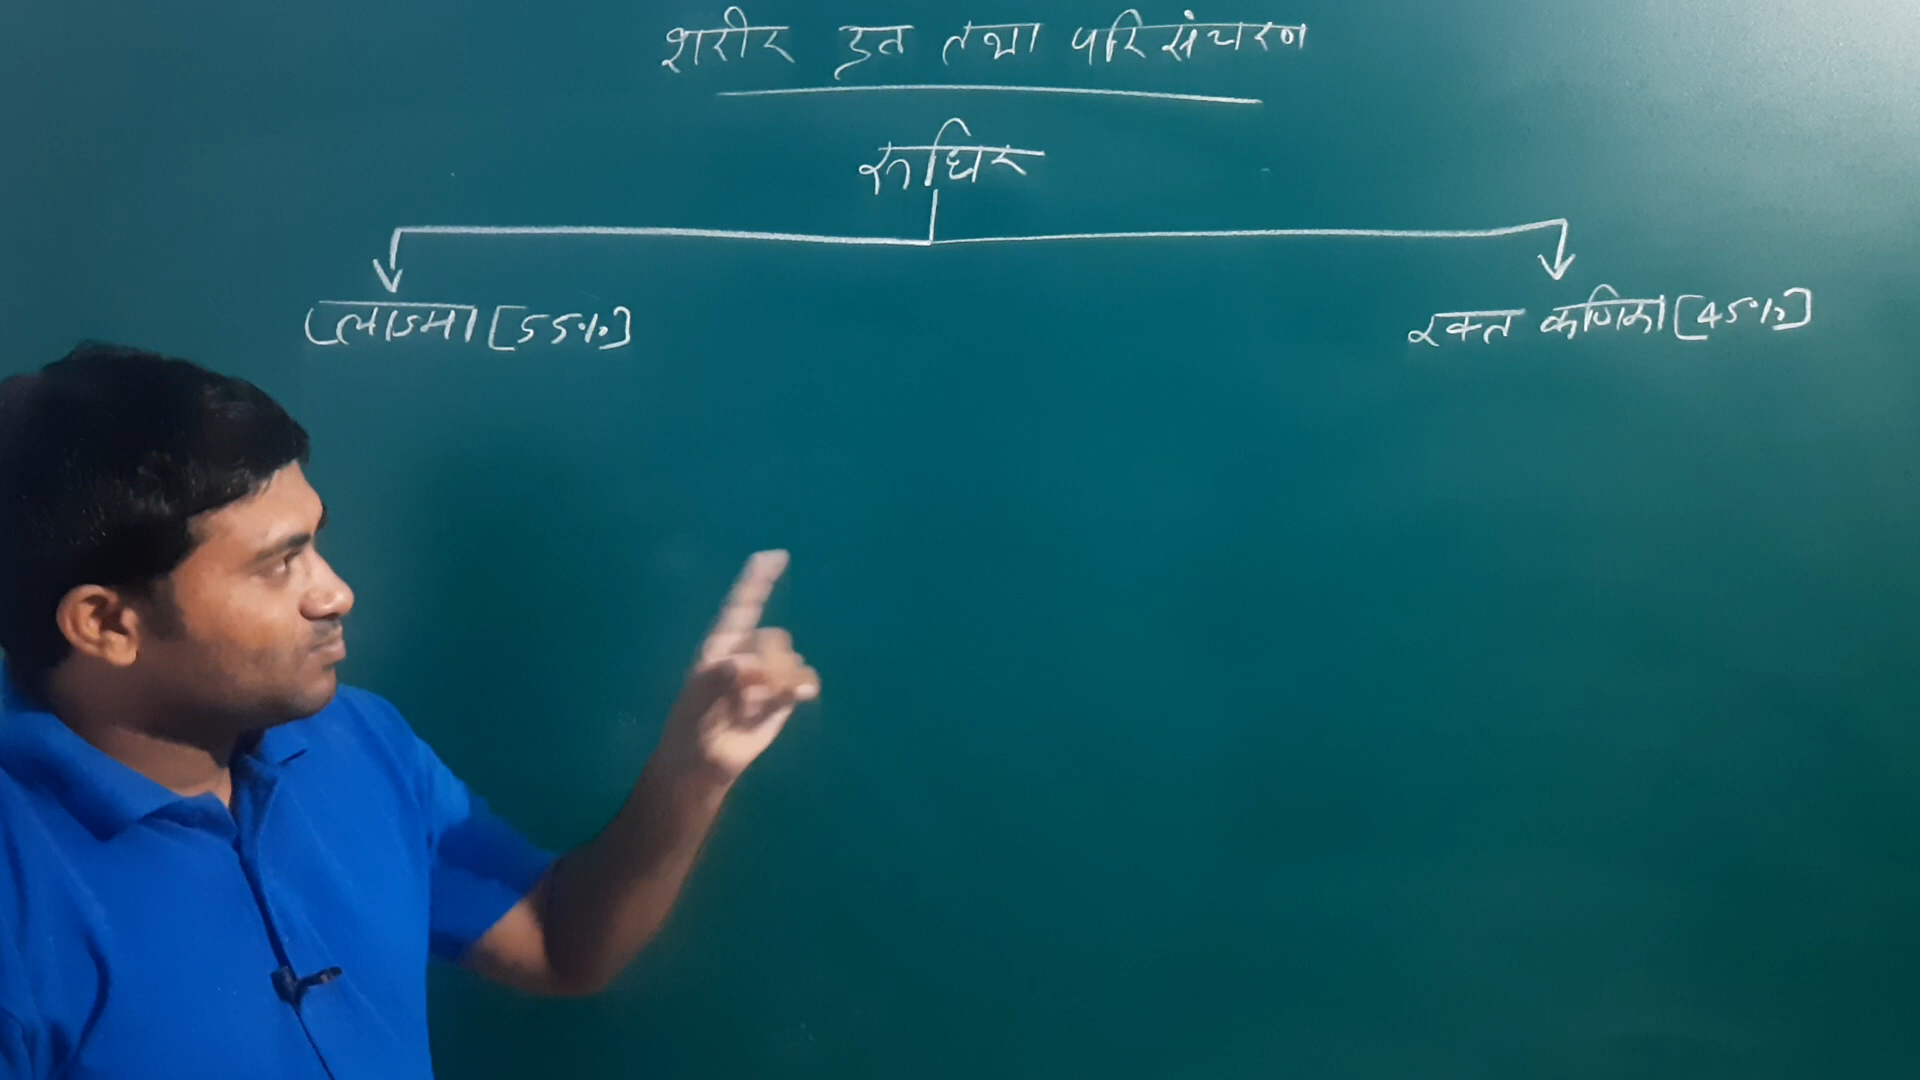 शरीर द्रव तथा परिसंचरण
रुधिर
प्लाज्मा [55%]
रक्त कणिका [45%]